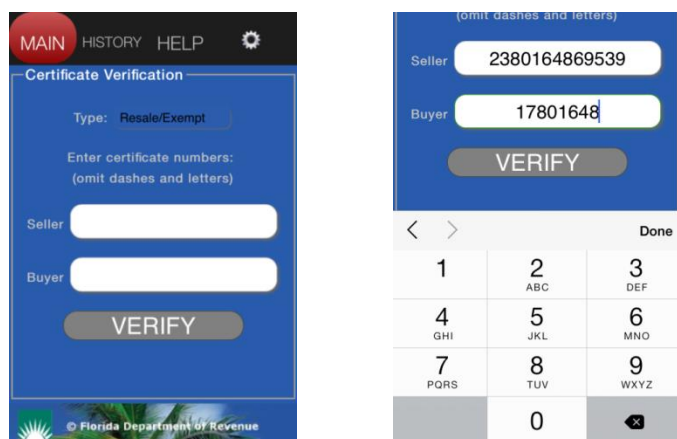 MAIN HISTORY HELP
Certificate Verification
Type: Resale/Exempt
Enter certificate numbers:
(omit dashes and letters)
Seller
Buyer
VERIFY
© Florida Department of Revenue
(omit dashes and letters)
Seller 2380164869539
Buyer 17801648
VERIFY
Done
1 2 3
ABC DEF
4 5 6
GHI JKL MNO
7 8 9
PQRS TUV WXYZ
0